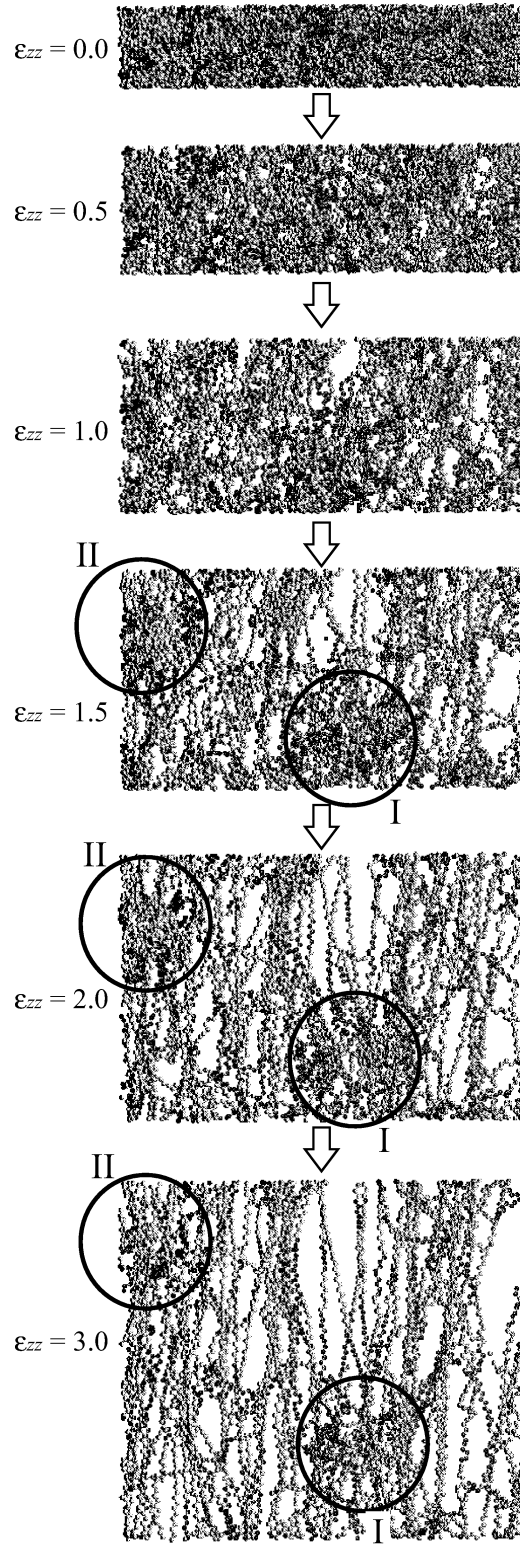 εzz = 0.0
εzz = 0.5
εzz = 1.0
II
εzz = 1.5
I
II
εzz = 2.0
I
II
εzz = 3.0
I